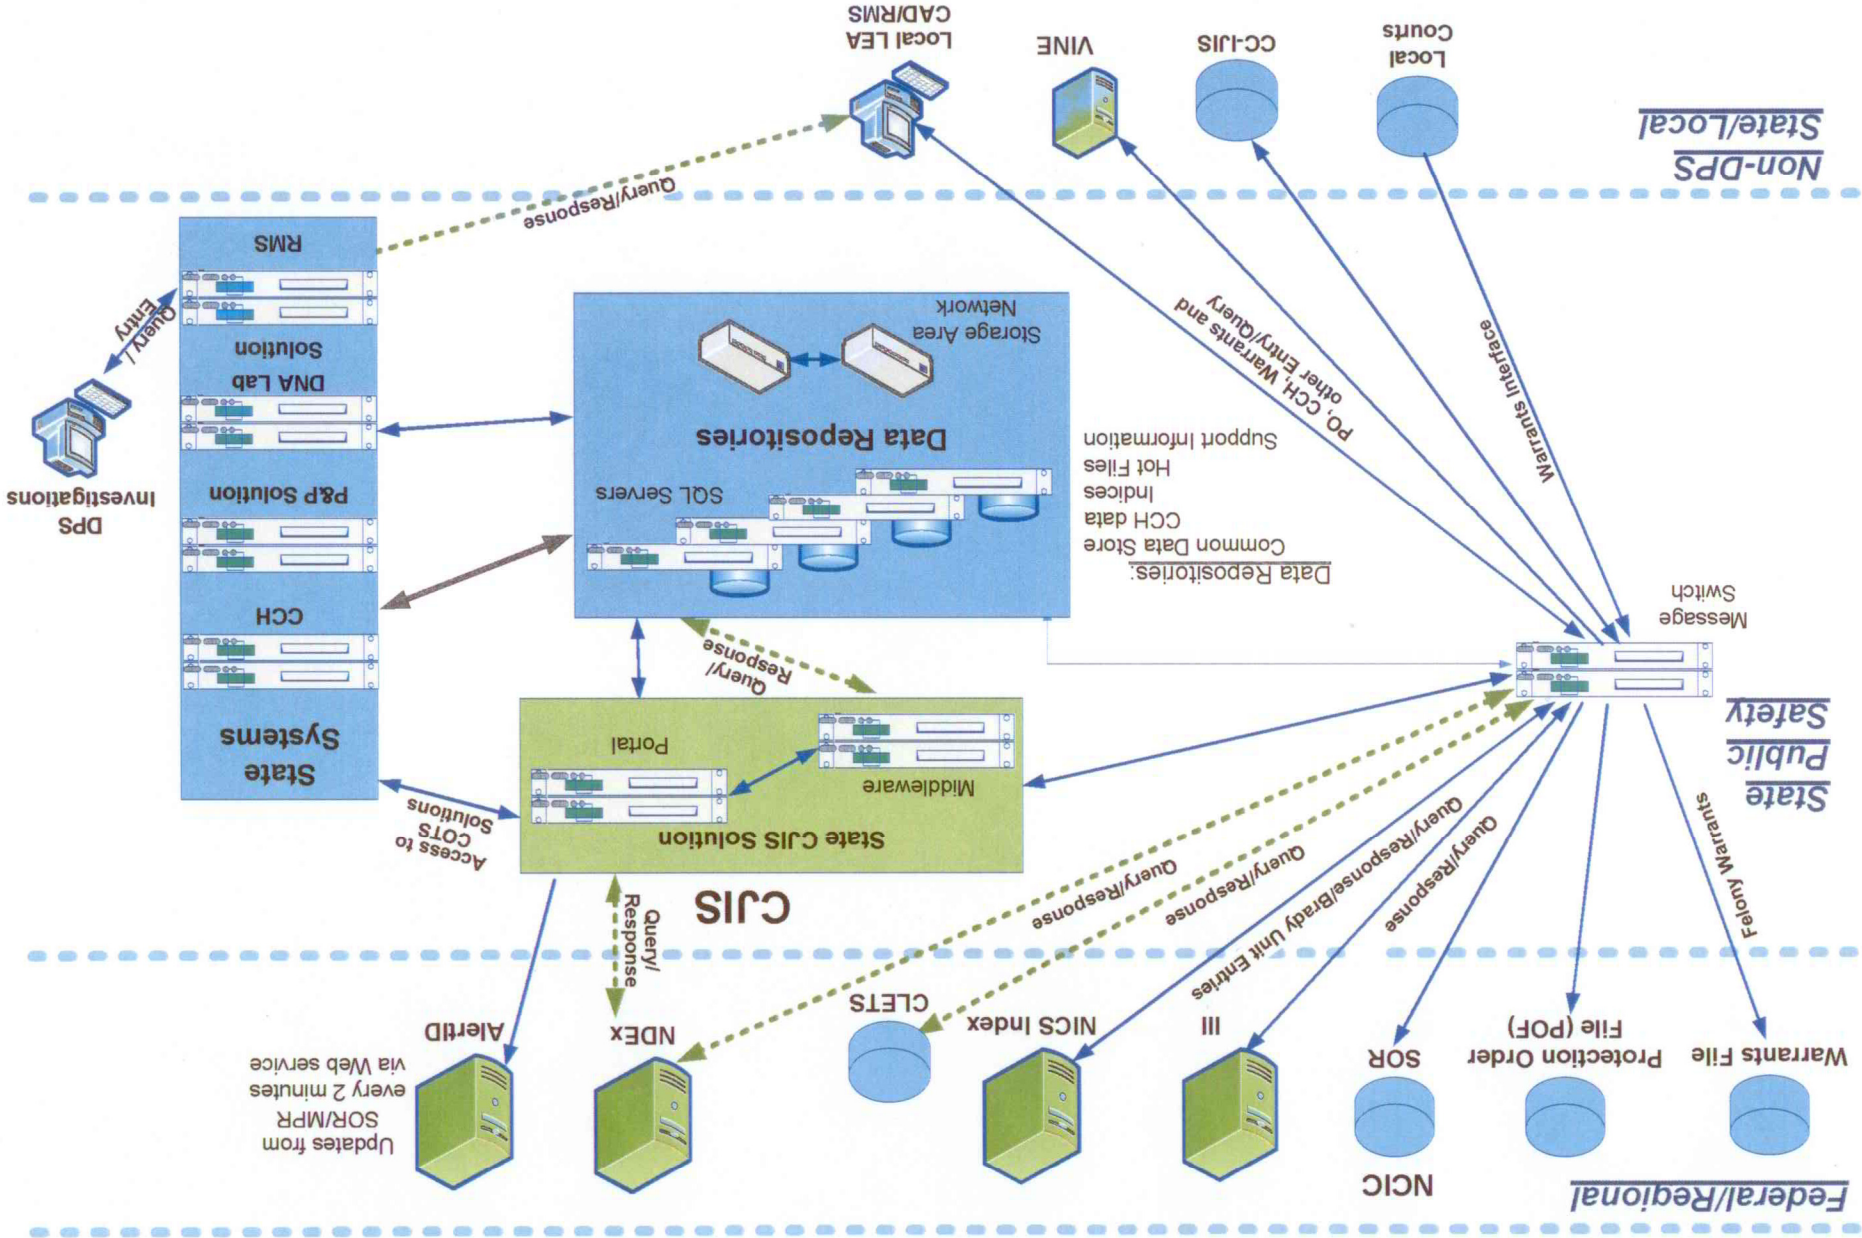 Federal/Regional
NCIC
Warrants File
Protection Order
File (POF)
SOR
III
NICS Index
CLETS
NDEx
AlertID
Updates from
SOR/MPR
every 2 minutes
via Web service
Felony Warrants
Query/Response
Query/Response/Brady Unit Entries
Query/Response
Query/Response
Query/
Response
CJIS
State
Public
Safety
Message
Switch
State CJIS Solution
Middleware
Portal
Access to
COTS
Solutions
Query/
Response
State
Systems
CCH
P&P Solution
DNA Lab
Solution
RMS
DPS
Investigations
Query /
Entry
Data Repositories:
Common Data Store
CCH data
Indices
Hot Files
Support Information
SQL Servers
Data Repositories
Storage Area
Network
Warrants Interface
PO, CCH, Warrants and
other Entry/Query
Query/Response
Non-DPS
State/Local
Local
Courts
CC-IJIS
VINE
Local LEA
CAD/RMS